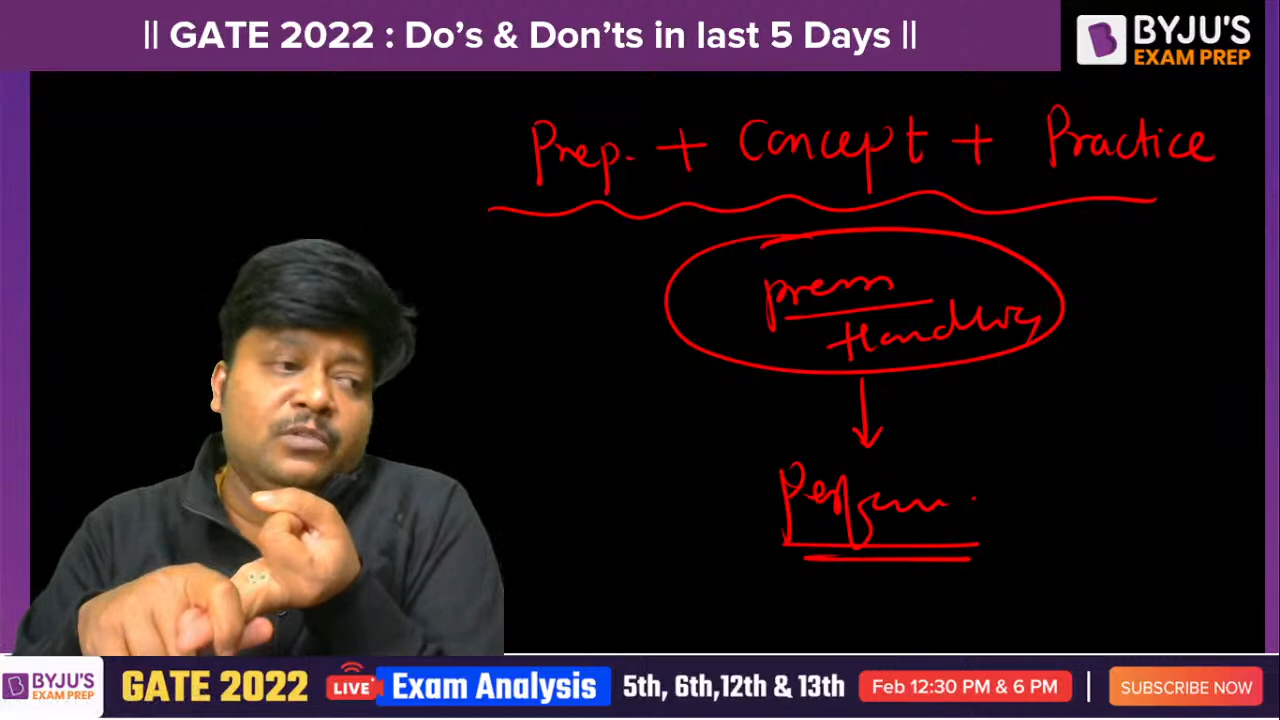 || GATE 2022 : Do's & Don'ts in last 5 Days ||
BYJU'S
EXAM PREP
Prep. + Concept + Practice
Handling
BYJU'S
EXAM PREP
GATE 2022
LIVE
Exam Analysis
5th, 6th,12th & 13th
Feb 12:30 PM & 6 PM
SUBSCRIBE NOW